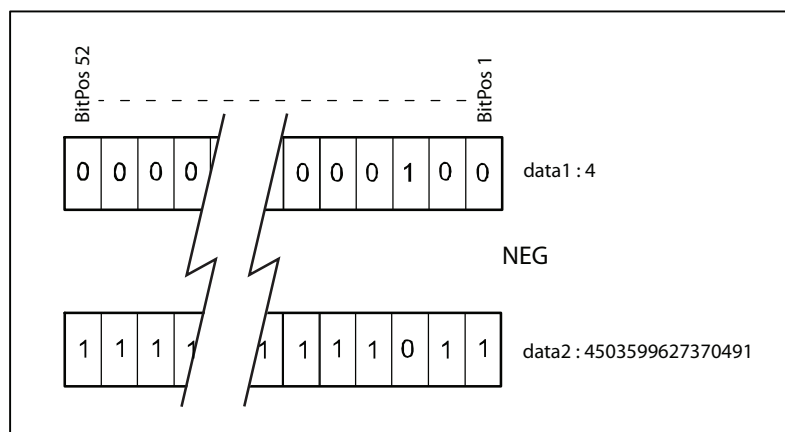 BitPos 52
BitPos 1
0 0 0 0 0 0 0 1 0 0
data1 : 4
NEG
1 1 1 1 1 1 1 1 0 1 1
data2 : 4503599627370491